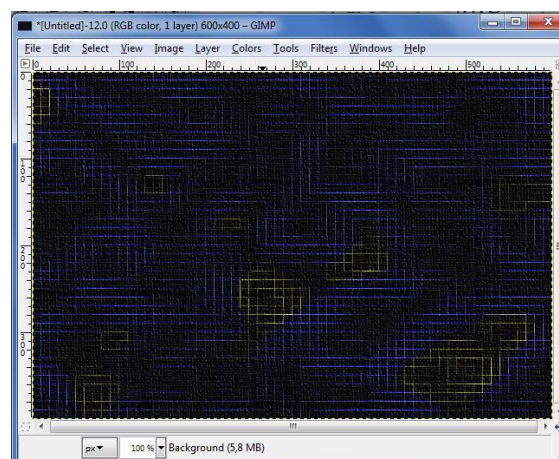 *[Untitled]-12.0 (RGB color, 1 layer) 600x400 – GIMP
File Edit Select View Image Layer Colors Tools Filters Windows Help
0 100 200 300 400 500
0
100
200
300
px 100 % Background (5,8 MB)